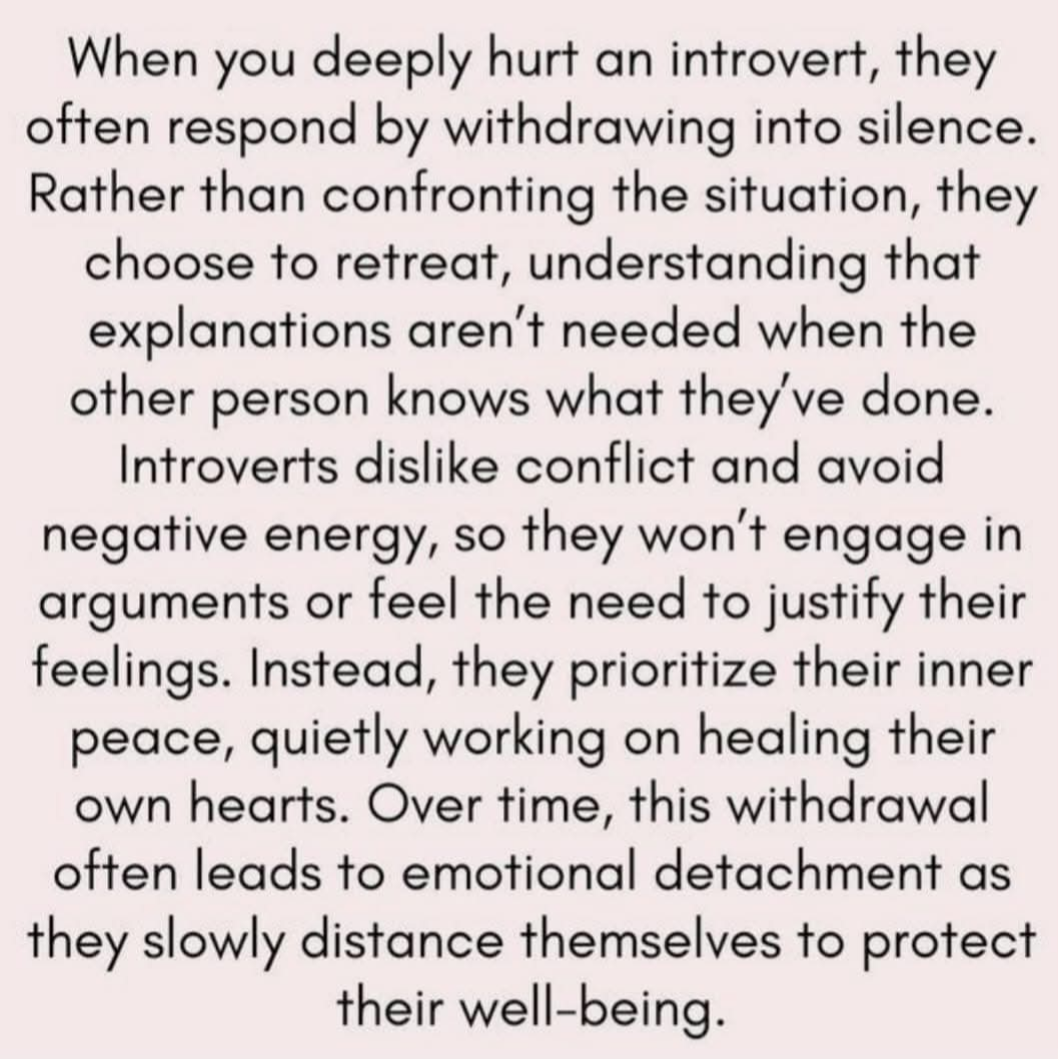 When you deeply hurt an introvert, they
often respond by withdrawing into silence.
Rather than confronting the situation, they
choose to retreat, understanding that
explanations aren’t needed when the
other person knows what they’ve done.
Introverts dislike conflict and avoid
negative energy, so they won’t engage in
arguments or feel the need to justify their
feelings. Instead, they prioritize their inner
peace, quietly working on healing their
own hearts. Over time, this withdrawal
often leads to emotional detachment as
they slowly distance themselves to protect
their well-being.